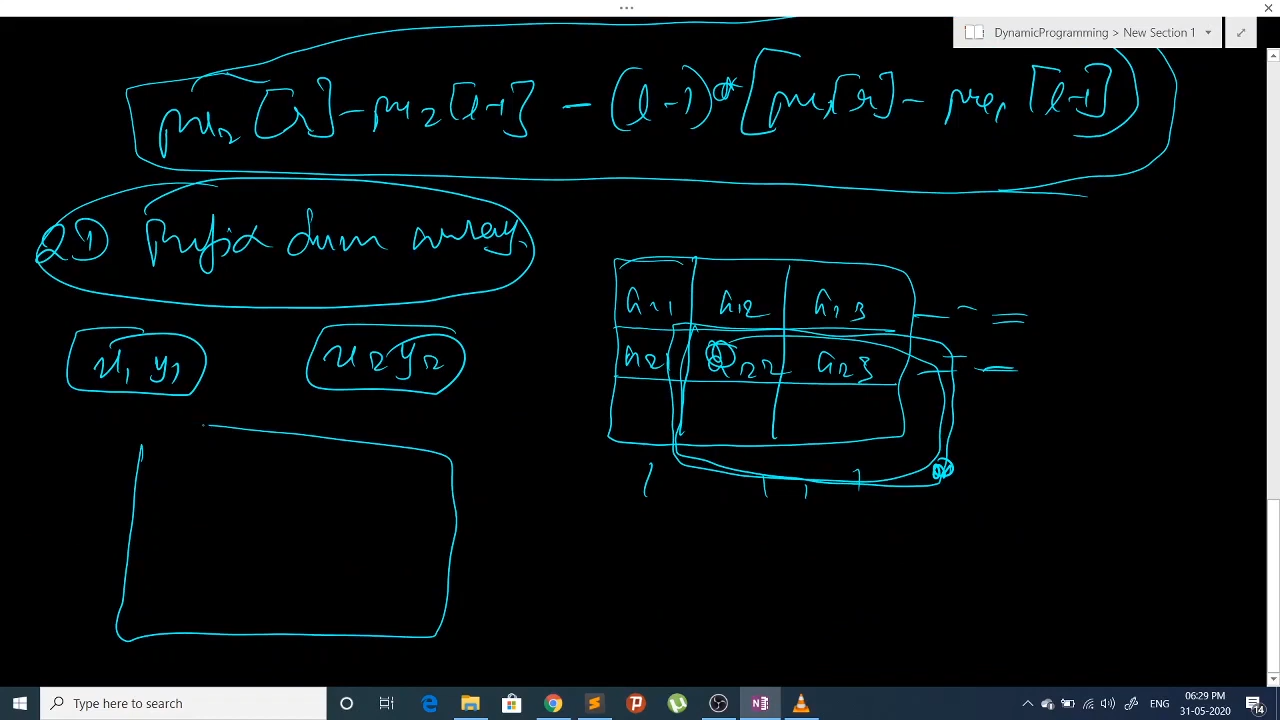 DynamicProgramming > New Section 1
pre₂[r] - pre₂[l-1] - (l-1)*[pre₁[r] - pre₁[l-1]]
2D Prefix sum array
x₁ y₁ x₂ y₂
a₁₁ a₁₂ a₁₃
a₂₁ a₂₂ a₂₃
Type here to search
ENG
06:29 PM
31-05-2020
14